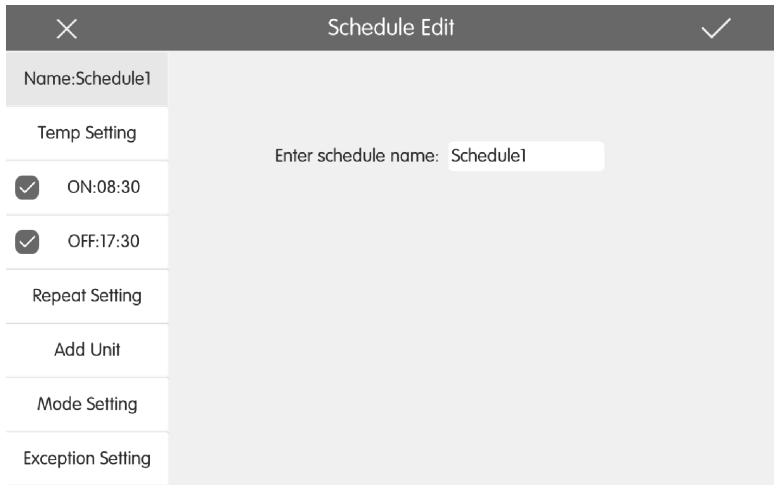 Schedule Edit
Name:Schedule1
Temp Setting
Enter schedule name: Schedule1
ON:08:30
OFF:17:30
Repeat Setting
Add Unit
Mode Setting
Exception Setting